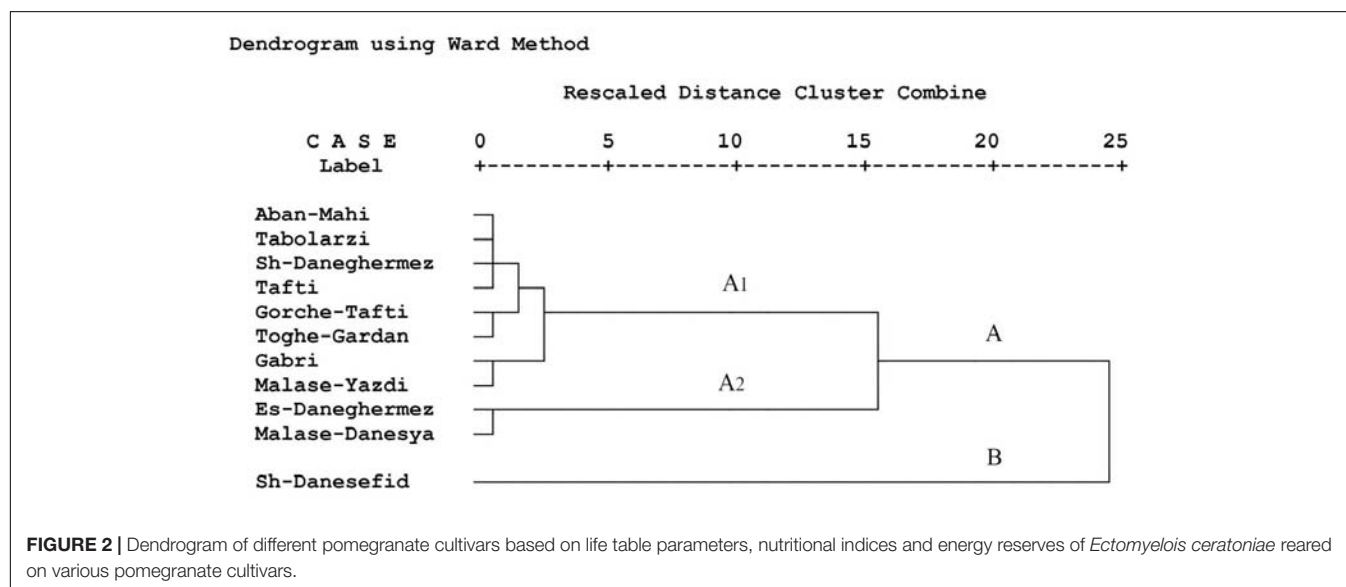 Dendrogram using Ward Method
Rescaled Distance Cluster Combine
C A S E 0 5 10 15 20 25
Label +---------+---------+---------+---------+---------+
Aban-Mahi
Tabolarzi
Sh-Daneghermez
Tafti
A1
Gorche-Tafti
Toghe-Gardan
A
Gabri
Malase-Yazdi
A2
Es-Daneghermez
Malase-Danesya
B
Sh-Danesefid
FIGURE 2 | Dendrogram of different pomegranate cultivars based on life table parameters, nutritional indices and energy reserves of Ectomyelois ceratoniae reared
on various pomegranate cultivars.